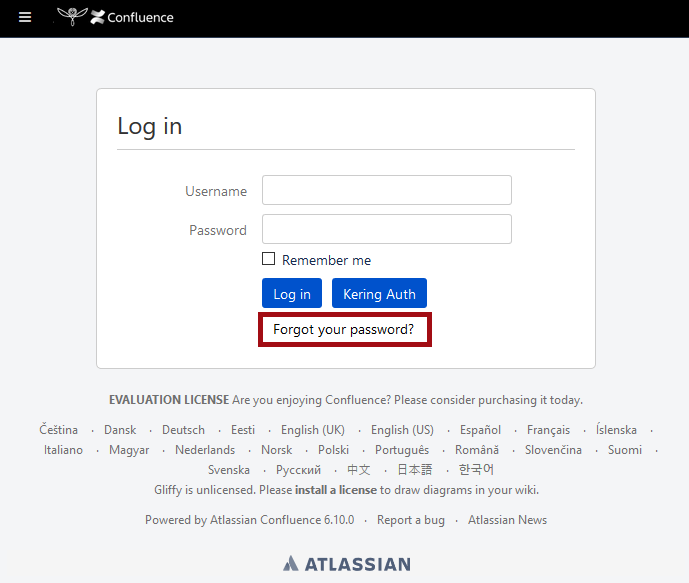 Confluence
Log in
Username
Password
Remember me
Log in Kering Auth
Forgot your password?
EVALUATION LICENSE Are you enjoying Confluence? Please consider purchasing it today.
Čeština · Dansk · Deutsch · Eesti · English (UK) · English (US) · Español · Français · Íslenska ·
Italiano · Magyar · Nederlands · Norsk · Polski · Português · Română · Slovenčina · Suomi ·
Svenska · Русский · 中文 · 日本語 · 한국어
Gliffy is unlicensed. Please install a license to draw diagrams in your wiki.
Powered by Atlassian Confluence 6.10.0 · Report a bug · Atlassian News
ATLASSIAN